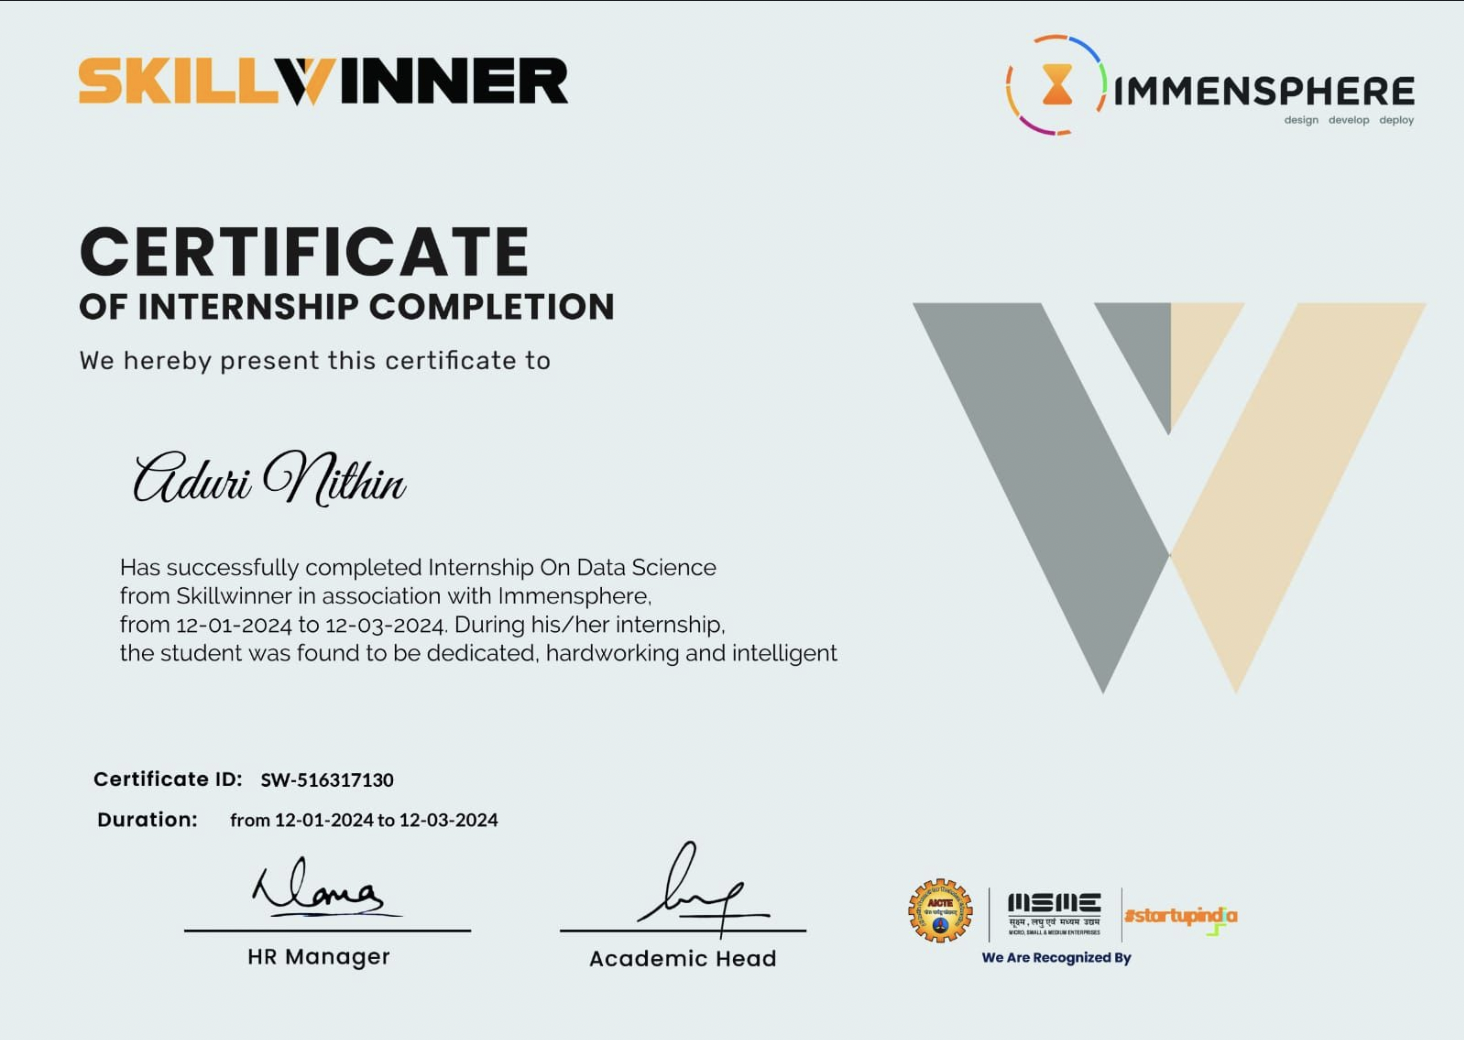 SKILLWINNER
IMMENSPHERE
design develop deploy
CERTIFICATE
OF INTERNSHIP COMPLETION
We hereby present this certificate to
Aduri Nithin
Has successfully completed Internship On Data Science
from Skillwinner in association with Immensphere,
from 12-01-2024 to 12-03-2024. During his/her internship,
the student was found to be dedicated, hardworking and intelligent
Certificate ID: SW-516317130
Duration: from 12-01-2024 to 12-03-2024
HR Manager
Academic Head
AICTE
MSME
सूक्ष्म, लघु एवं मध्यम उद्यम
MICRO, SMALL & MEDIUM ENTERPRISES
#startupindia
We Are Recognized By